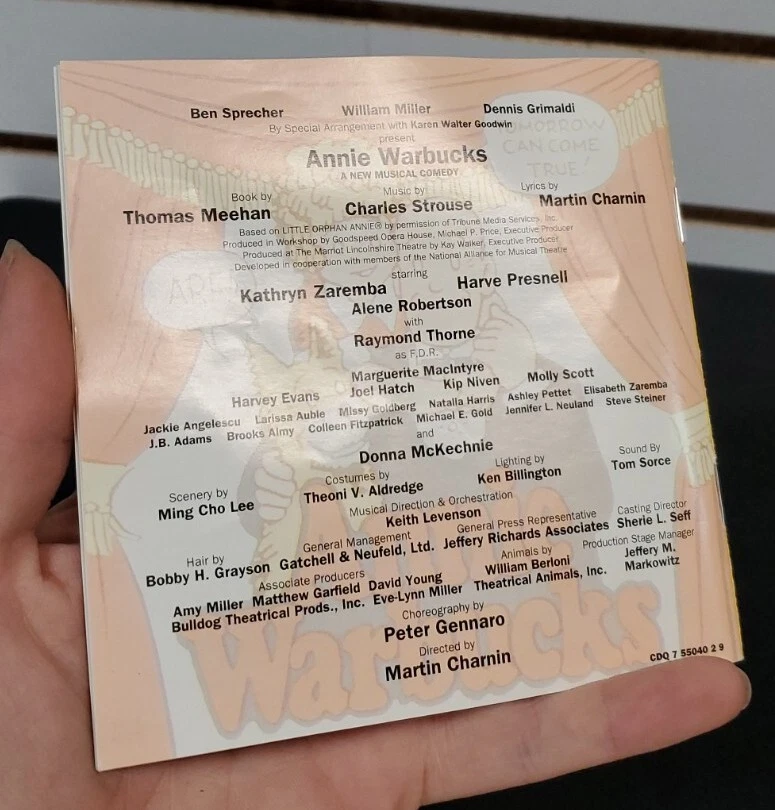 Ben Sprecher William Miller Dennis Grimaldi
By Special Arrangement with Karen Walter Goodwin
present
Annie Warbucks
A NEW MUSICAL COMEDY
Book by Music by Lyrics by
Thomas Meehan Charles Strouse Martin Charnin
Based on LITTLE ORPHAN ANNIE® by permission of Tribune Media Services, Inc.
Produced in Workshop by Goodspeed Opera House, Michael P. Price, Executive Producer
Produced at The Marriot Lincolnshire Theatre by Kay Walker, Executive Producer
Developed in cooperation with members of the National Alliance for Musical Theatre
starring
Kathryn Zaremba Harve Presnell
Alene Robertson
with
Raymond Thorne
as F.D.R.
Marguerite MacIntyre
Harvey Evans Joel Hatch Kip Niven Molly Scott
Jackie Angelescu Larissa Auble Missy Goldberg Natalia Harris Ashley Pettet Elisabeth Zaremba
J.B. Adams Brooks Almy Colleen Fitzpatrick Michael E. Gold Jennifer L. Neuland Steve Steiner
and
Donna McKechnie
Scenery by Costumes by Lighting by Sound By
Ming Cho Lee Theoni V. Aldredge Ken Billington Tom Sorce
Musical Direction & Orchestration
Keith Levenson
Hair by General Management General Press Representative Casting Director
Bobby H. Grayson Gatchell & Neufeld, Ltd. Jeffery Richards Associates Sherie L. Seff
Associate Producers Animals by Production Stage Manager
Amy Miller Matthew Garfield David Young William Berloni Jeffery M.
Bulldog Theatrical Prods., Inc. Eve-Lynn Miller Theatrical Animals, Inc. Markowitz
Choreography by
Peter Gennaro
Directed by
Martin Charnin
CDQ 7 55040 2 9
TOMORROW
CAN COME
TRUE!
ARF
Annie
Warbucks